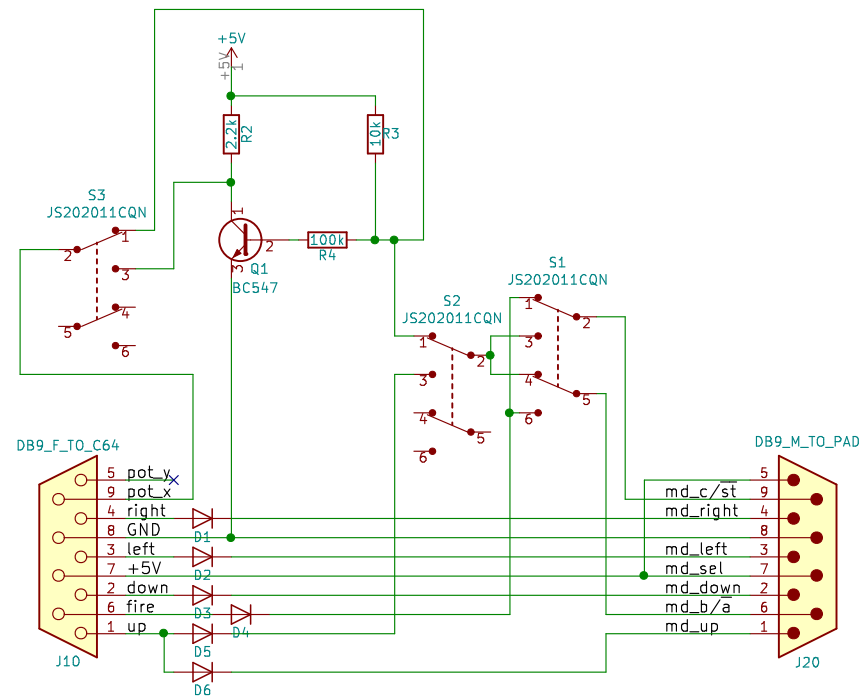 +5V
+5V
1
2.2k
R2
10k
R3
S3
JS202011CQN
1
2
3
4
5
6
1
2
3
Q1
BC547
100k
R4
S2
JS202011CQN
1
2
3
4
5
6
S1
JS202011CQN
1
2
3
4
5
6
DB9_F_TO_C64
5 pot_y
9 pot_x
4 right
8 GND
3 left
7 +5V
2 down
6 fire
1 up
J10
D1
D2
D3
D4
D5
D6
DB9_M_TO_PAD
5
md_c/s̅t̅ 9
md_right 4
8
md_left 3
md_sel 7
md_down 2
md_b/a̅ 6
md_up 1
J20